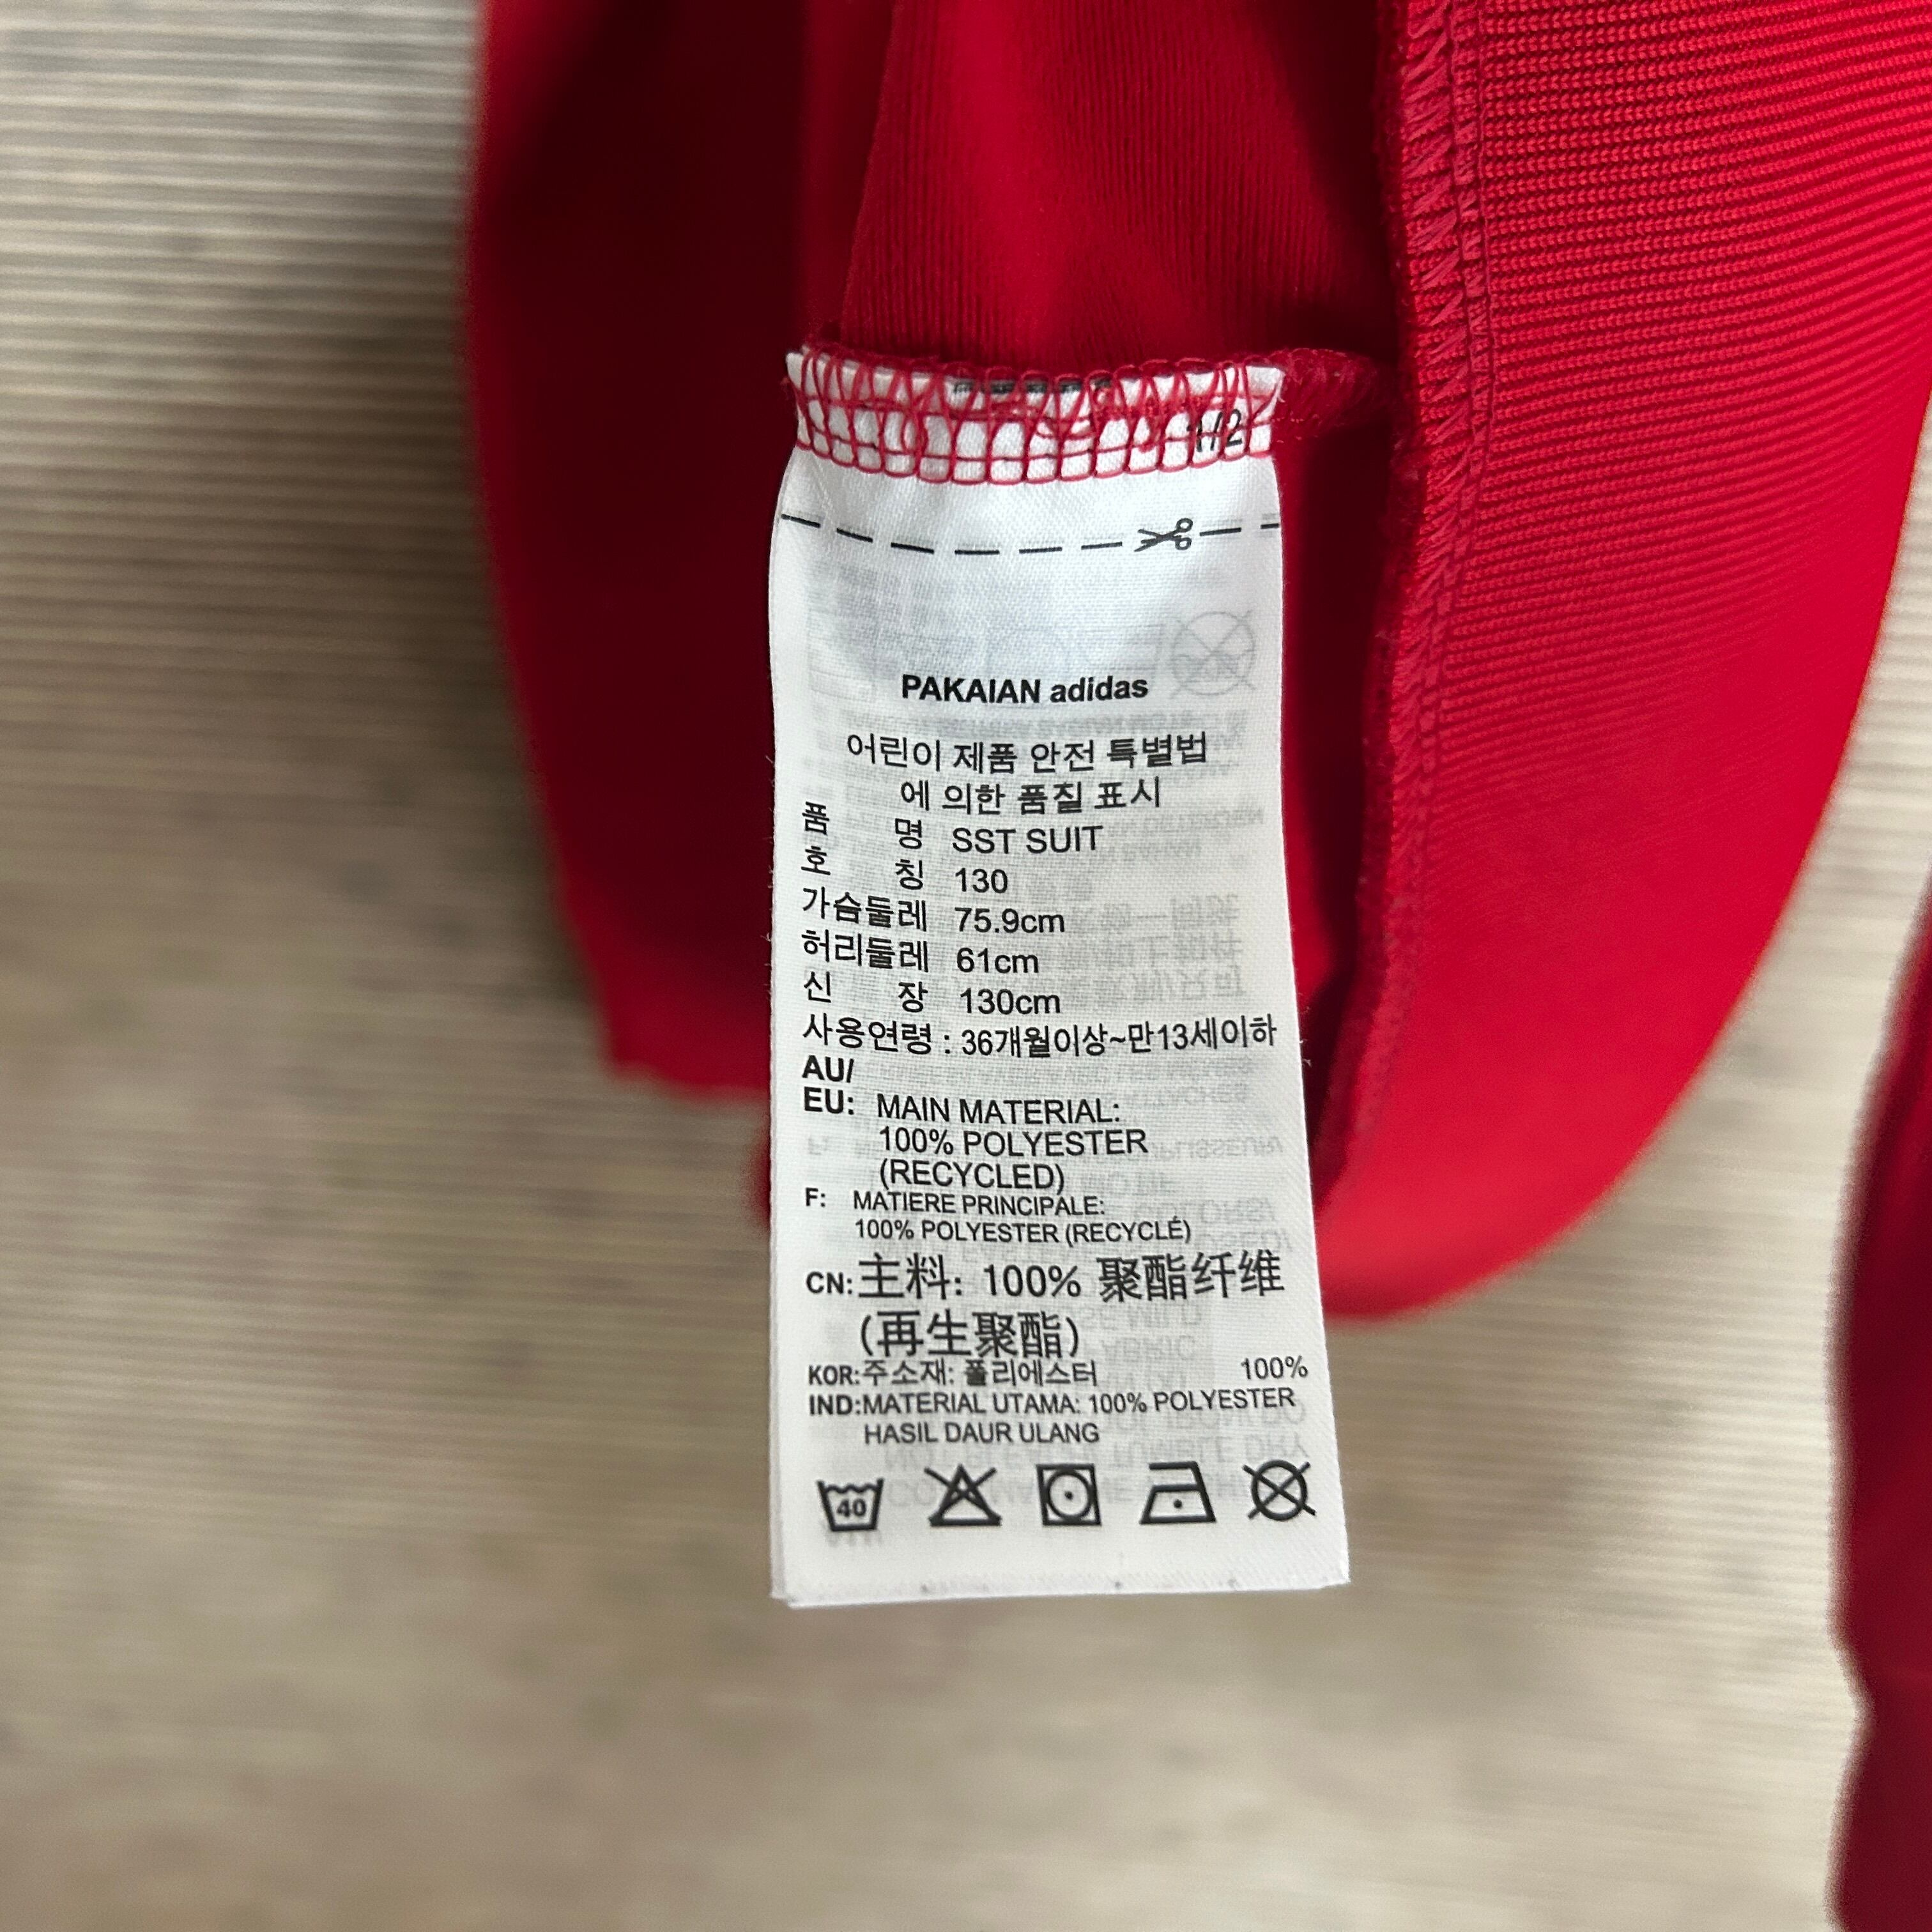 1/2
PAKAIAN adidas
어린이 제품 안전 특별법
에 의한 품질 표시
품 명 SST SUIT
호 칭 130
가슴둘레 75.9cm
허리둘레 61cm
신 장 130cm
사용연령 : 36개월이상~만13세이하
AU/
EU: MAIN MATERIAL:
100% POLYESTER
(RECYCLED)
F: MATIERE PRINCIPALE:
100% POLYESTER (RECYCLÉ)
CN:主料: 100% 聚酯纤维
(再生聚酯)
KOR:주소재: 폴리에스터 100%
IND:MATERIAL UTAMA: 100% POLYESTER
HASIL DAUR ULANG
40